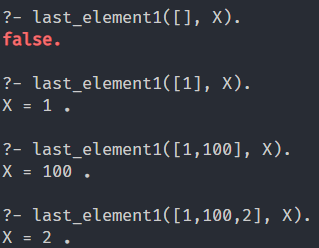 ?- last_element1([], X).
false.
?- last_element1([1], X).
X = 1 .
?- last_element1([1,100], X).
X = 100 .
?- last_element1([1,100,2], X).
X = 2 .